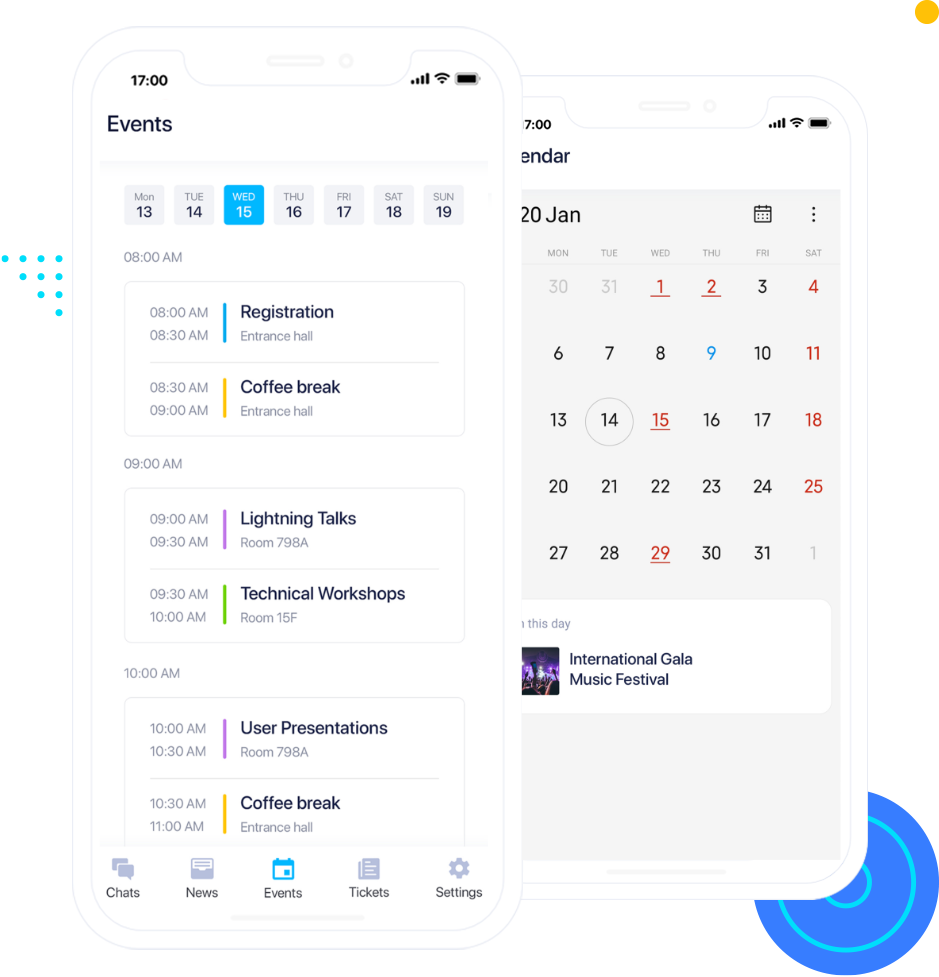 17:00
Events
Mon TUE WED THU FRI SAT SUN
13 14 15 16 17 18 19
08:00 AM
08:00 AM Registration
08:30 AM Entrance hall
08:30 AM Coffee break
09:00 AM Entrance hall
09:00 AM
09:00 AM Lightning Talks
09:30 AM Room 798A
09:30 AM Technical Workshops
10:00 AM Room 15F
10:00 AM
10:00 AM User Presentations
10:30 AM Room 798A
10:30 AM Coffee break
11:00 AM Entrance hall
Chats News Events Tickets Settings
7:00
endar
20 Jan
MON TUE WED THU FRI SAT
30 31 1 2 3 4
6 7 8 9 10 11
13 14 15 16 17 18
20 21 22 23 24 25
27 28 29 30 31 1
this day
International Gala
Music Festival